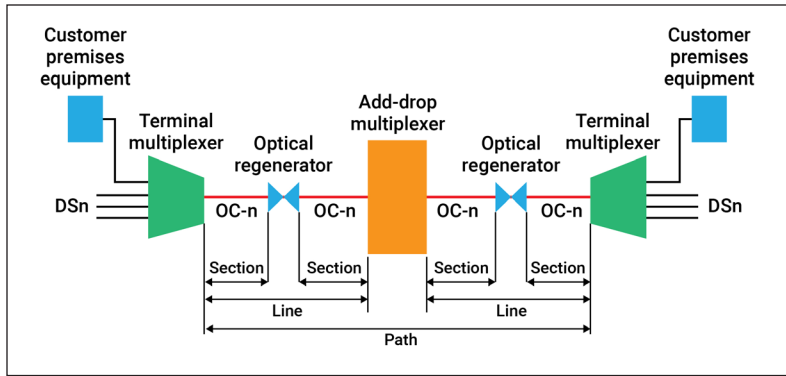 Customer
premises
equipment
Customer
premises
equipment
Terminal
multiplexer
Optical
regenerator
Add-drop
multiplexer
Optical
regenerator
Terminal
multiplexer
DSn
OC-n
OC-n
OC-n
OC-n
DSn
Section
Section
Section
Section
Line
Line
Path